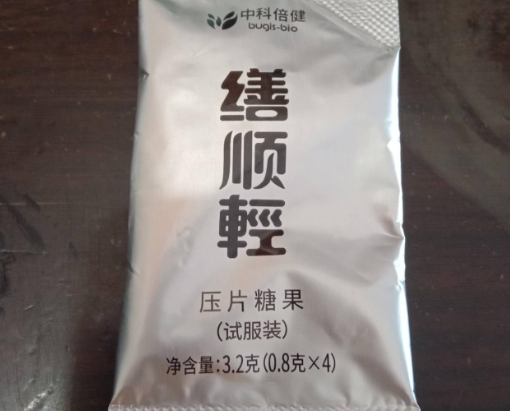 中科倍健
bugis-bio
缮
顺
輕
压片糖果
(试服装)
净含量:3.2克(0.8克×4)